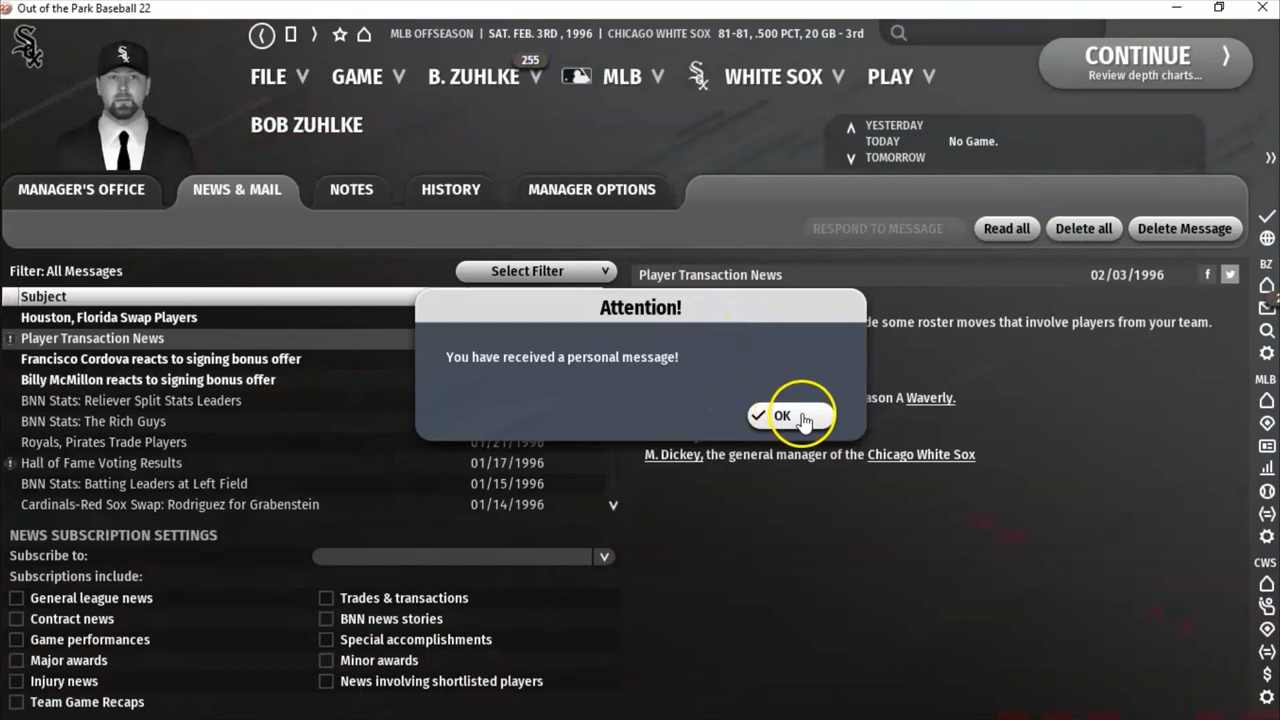 Out of the Park Baseball 22
MLB OFFSEASON | SAT. FEB. 3RD , 1996 | CHICAGO WHITE SOX 81-81, .500 PCT, 20 GB - 3rd
CONTINUE
Review depth charts...
255
FILE GAME B. ZUHLKE MLB WHITE SOX PLAY
BOB ZUHLKE
YESTERDAY
TODAY No Game.
TOMORROW
MANAGER'S OFFICE NEWS & MAIL NOTES HISTORY MANAGER OPTIONS
RESPOND TO MESSAGE Read all Delete all Delete Message
Filter: All Messages Select Filter Player Transaction News 02/03/1996
Subject
Attention!
Houston, Florida Swap Players
de some roster moves that involve players from your team.
Player Transaction News
Francisco Cordova reacts to signing bonus offer
You have received a personal message!
Billy McMillon reacts to signing bonus offer
BNN Stats: Reliever Split Stats Leaders
ason A Waverly.
BNN Stats: The Rich Guys
OK
Royals, Pirates Trade Players 01/21/1996
M. Dickey, the general manager of the Chicago White Sox
Hall of Fame Voting Results 01/17/1996
BNN Stats: Batting Leaders at Left Field 01/15/1996
Cardinals-Red Sox Swap: Rodriguez for Grabenstein 01/14/1996
NEWS SUBSCRIPTION SETTINGS
Subscribe to:
Subscriptions include:
General league news Trades & transactions
Contract news BNN news stories
Game performances Special accomplishments
Major awards Minor awards
Injury news News involving shortlisted players
Team Game Recaps
BZ
MLB
CWS